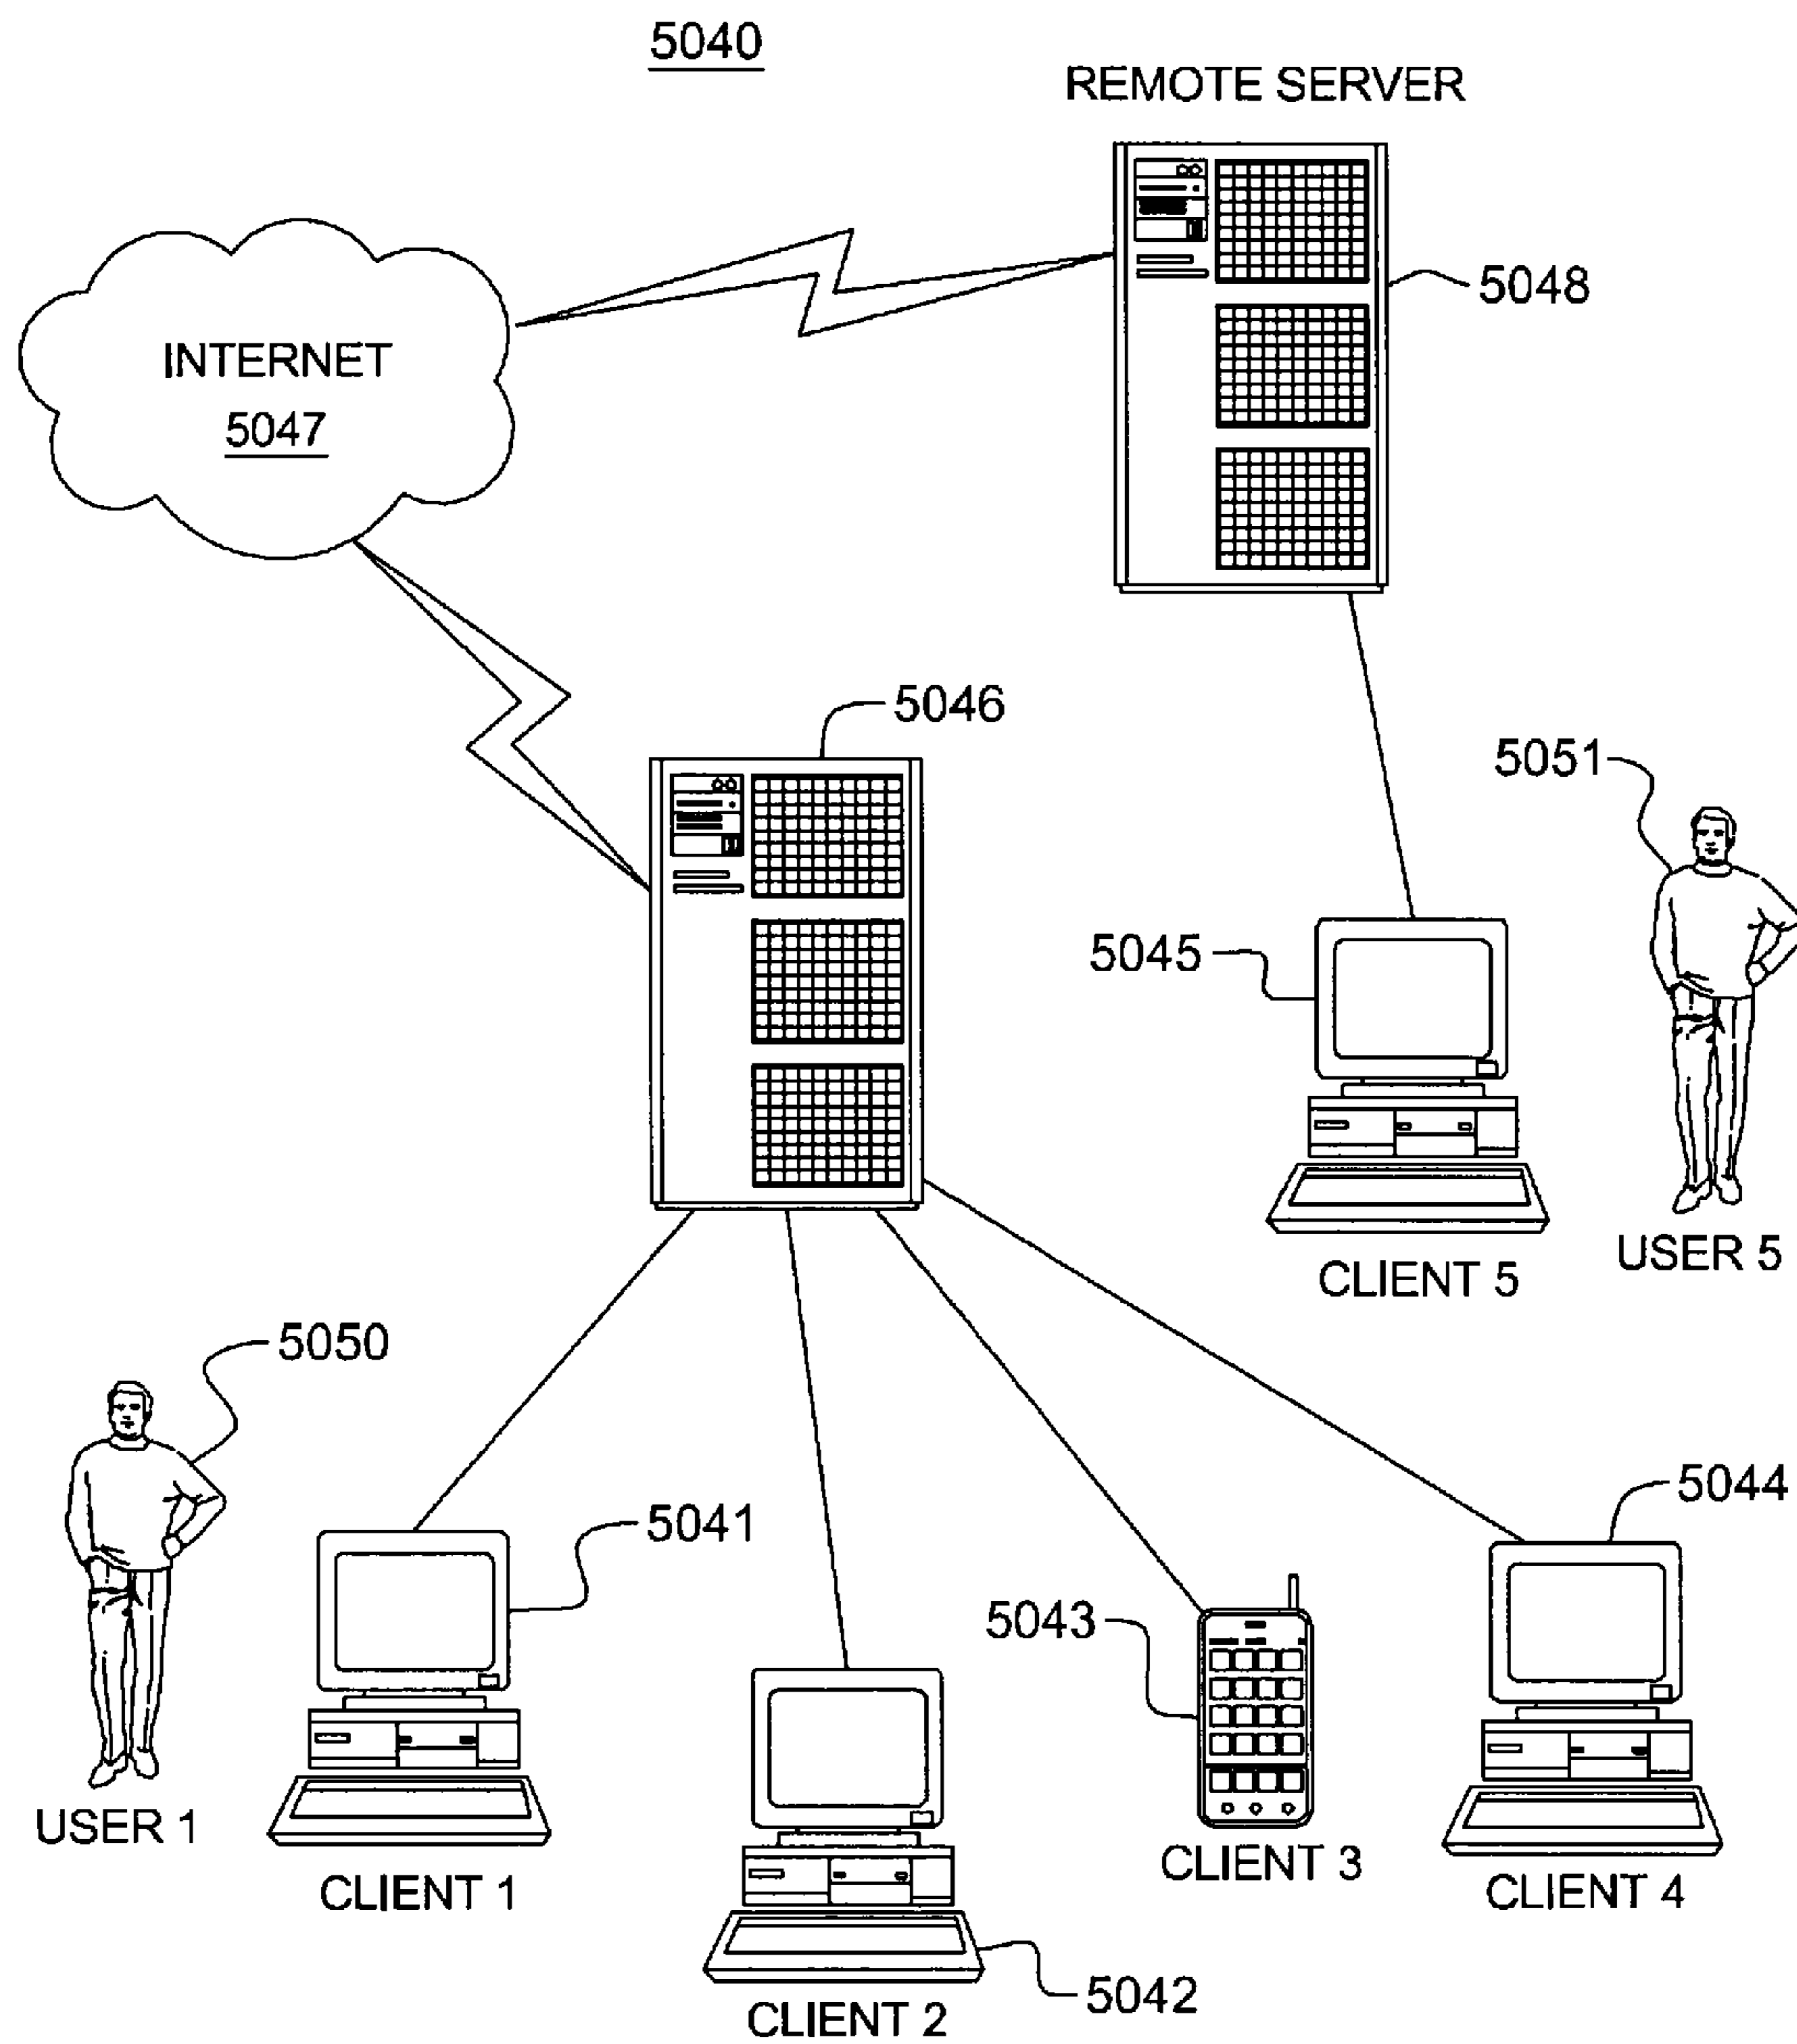 5040
REMOTE SERVER
5048
INTERNET
5047
5046
5051
5045
USER 5
CLIENT 5
5050
5044
5041
5043
USER 1
CLIENT 3
CLIENT 1
CLIENT 4
5042
CLIENT 2